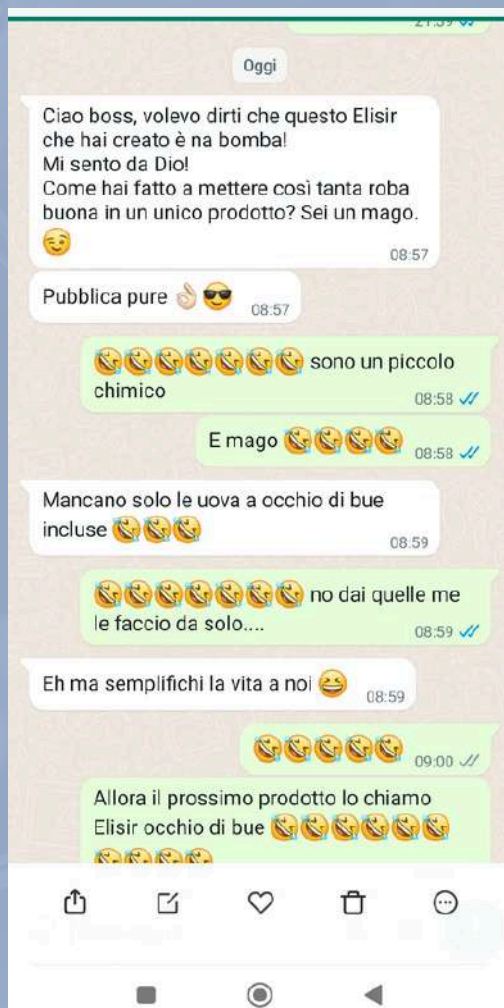 21:39
Oggi
Ciao boss, volevo dirti che questo Elisir
che hai creato è na bomba!
Mi sento da Dio!
Come hai fatto a mettere così tanta roba
buona in un unico prodotto? Sei un mago.
😉
08:57
Pubblica pure 👌🏻😎 08:57
🤣🤣🤣🤣🤣🤣🤣 sono un piccolo
chimico
08:58
E mago 🤣🤣🤣🤣 08:58
Mancano solo le uova a occhio di bue
incluse 🤣🤣🤣
08:59
🤣🤣🤣🤣🤣🤣🤣 no dai quelle me
le faccio da solo....
08:59
Eh ma semplifichi la vita a noi 😆 08:59
🤣🤣🤣🤣🤣 09:00
Allora il prossimo prodotto lo chiamo
Elisir occhio di bue 🤣🤣🤣🤣🤣🤣
🤣🤣🤣🤣